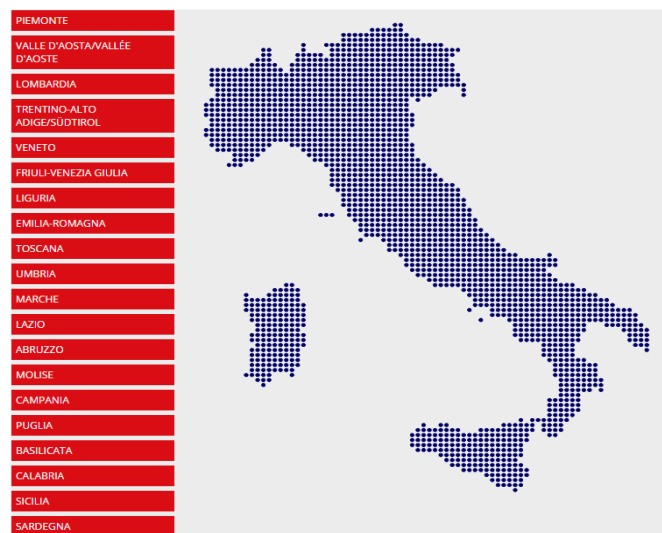 PIEMONTE
VALLE D'AOSTA/VALLÉE
D'AOSTE
LOMBARDIA
TRENTINO-ALTO
ADIGE/SÜDTIROL
VENETO
FRIULI-VENEZIA GIULIA
LIGURIA
EMILIA-ROMAGNA
TOSCANA
UMBRIA
MARCHE
LAZIO
ABRUZZO
MOLISE
CAMPANIA
PUGLIA
BASILICATA
CALABRIA
SICILIA
SARDEGNA